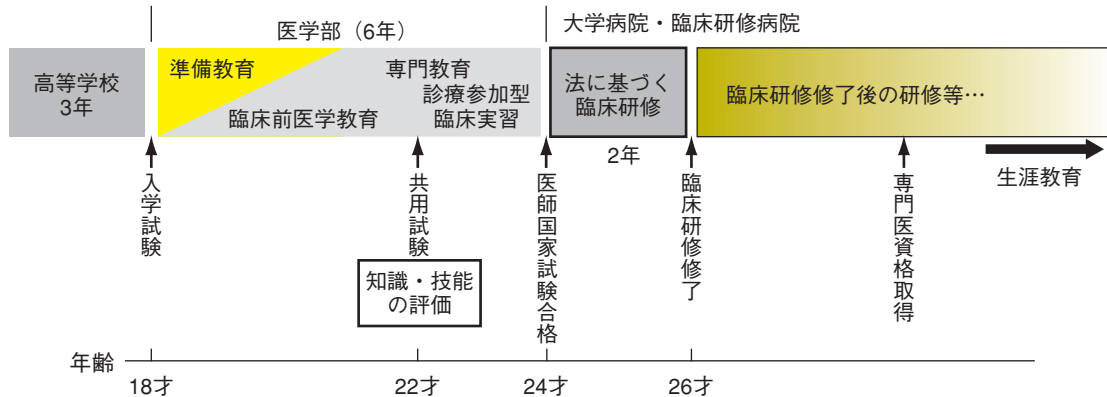 医学部（6年）
大学病院・臨床研修病院
高等学校
3年
準備教育
臨床前医学教育
専門教育
診療参加型
臨床実習
法に基づく
臨床研修
臨床研修修了後の研修等…
2年
生涯教育
入学試験
共用試験
知識・技能
の評価
医師国家試験合格
臨床研修修了
専門医資格取得
年齢
18才
22才
24才
26才